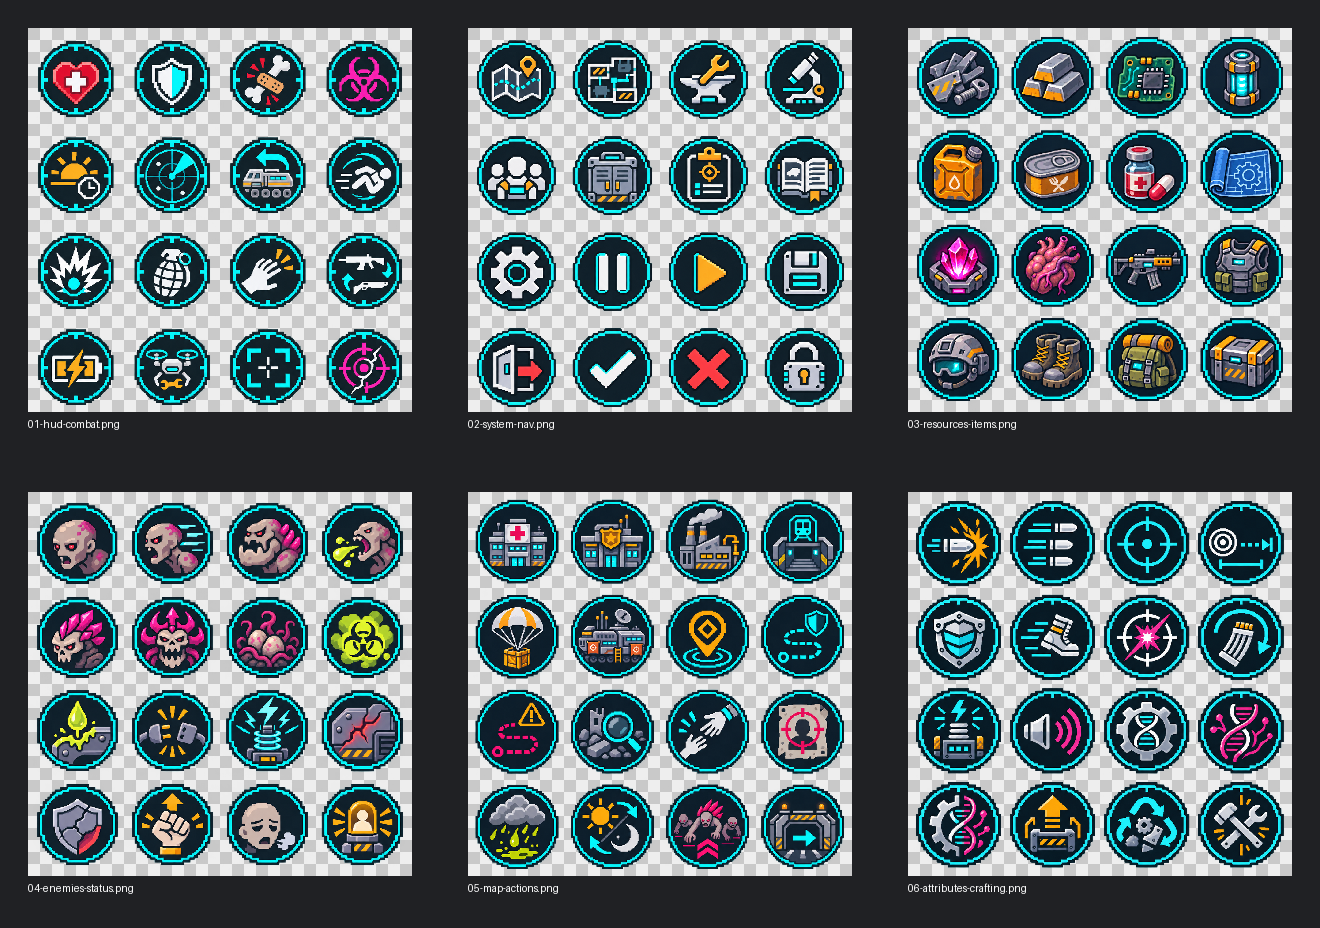 01-hud-combat.png
02-system-nav.png
03-resources-items.png
04-enemies-status.png
05-map-actions.png
06-attributes-crafting.png